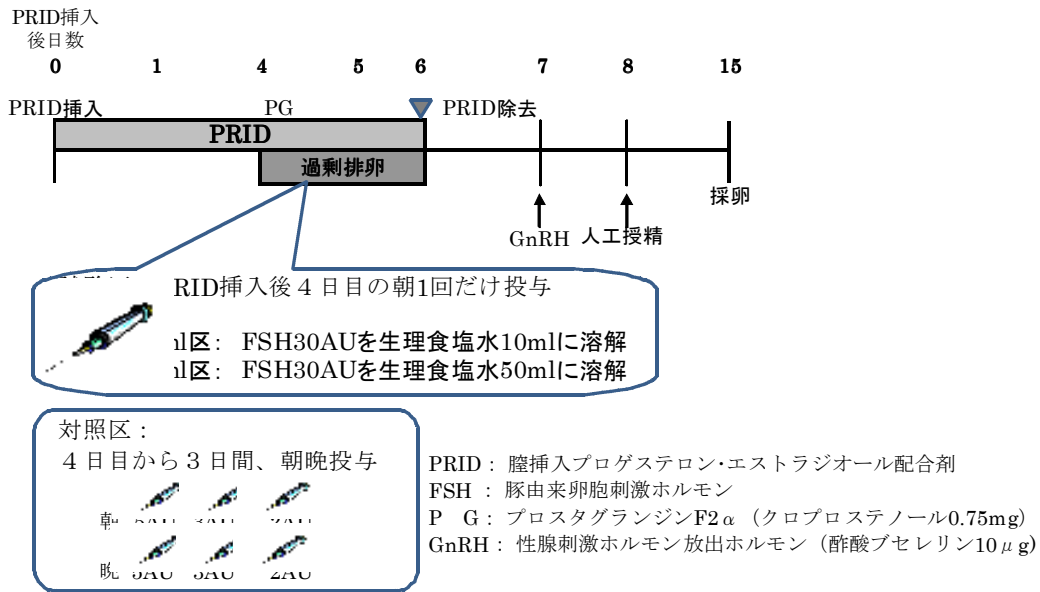 PRID挿入
後日数
0 1 4 5 6 7 8 15
PRID挿入 PG PRID除去
PRID
過剰排卵
採卵
GnRH 人工授精
RID挿入後4日目の朝1回だけ投与
区: FSH30AUを生理食塩水10mlに溶解
区: FSH30AUを生理食塩水50mlに溶解
対照区:
4日目から3日間、朝晩投与
朝
晩 5AU 3AU 2AU
PRID: 膣挿入プロゲステロン・エストラジオール配合剤
FSH : 豚由来卵胞刺激ホルモン
P G: プロスタグランジンF2α (クロプロステノール0.75mg)
GnRH: 性腺刺激ホルモン放出ホルモン (酢酸ブセレリン10μg)